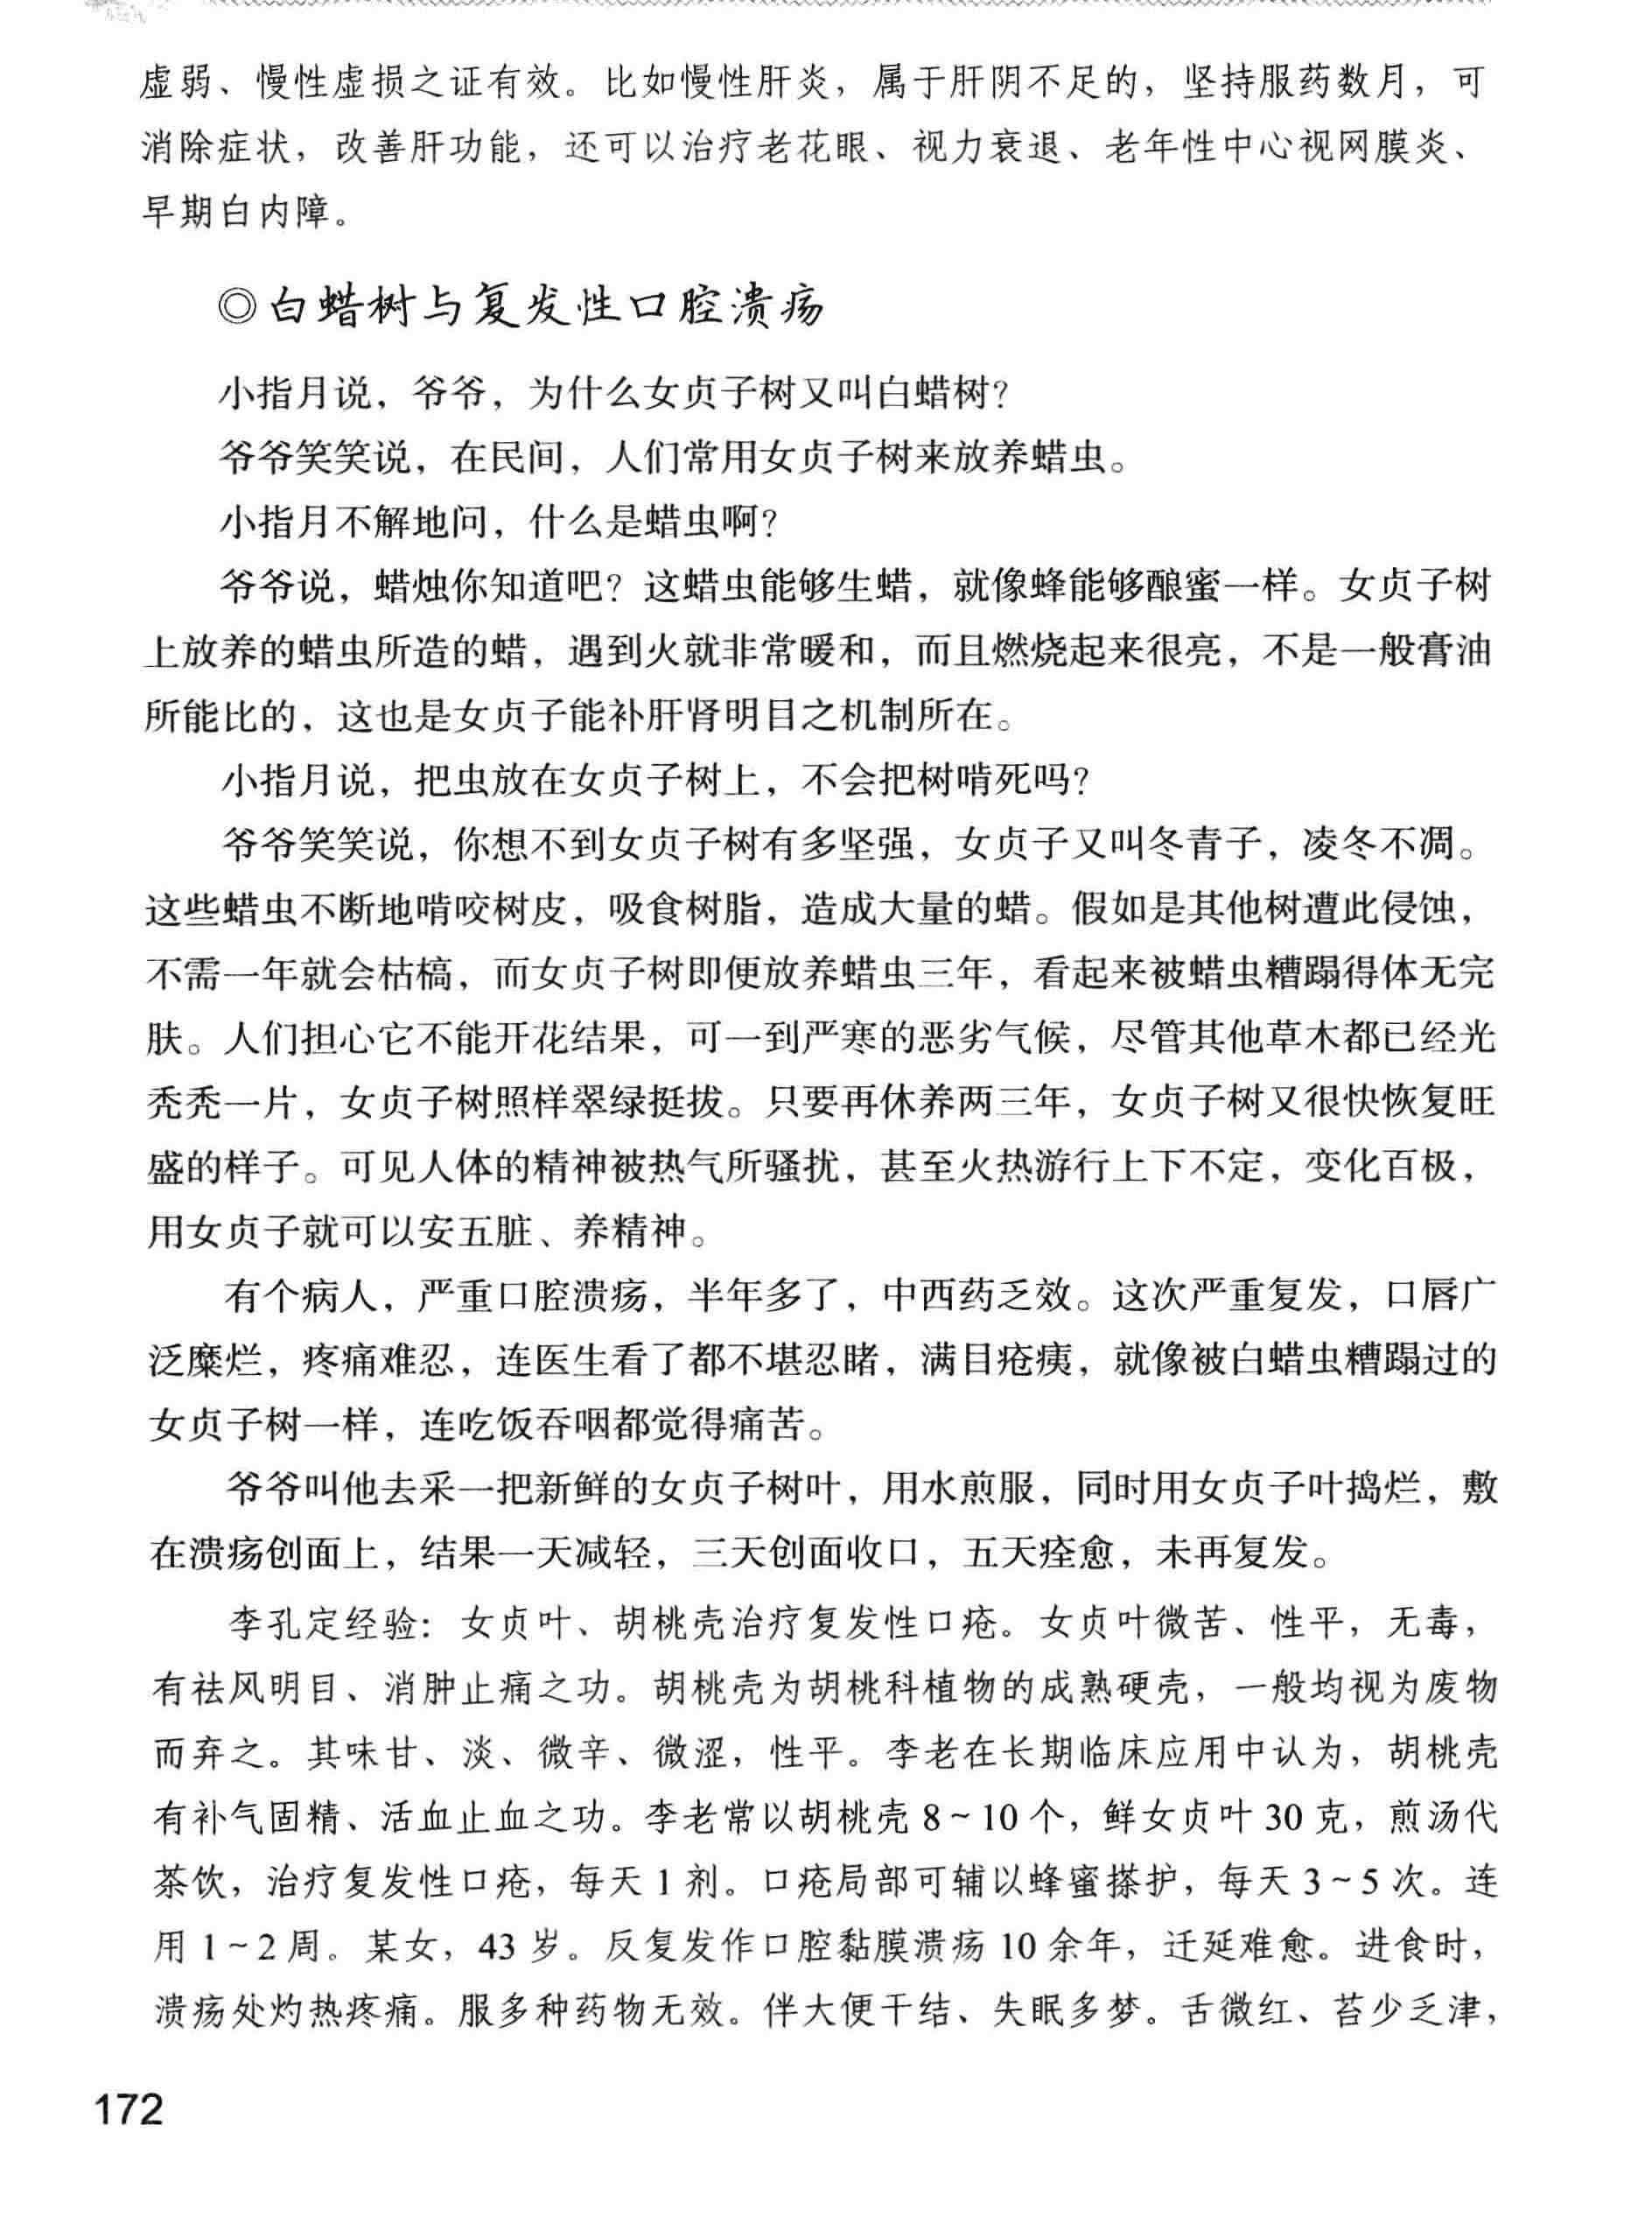 虚弱、慢性虚损之证有效。比如慢性肝炎，属于肝阴不足的，坚持服药数月，可
消除症状，改善肝功能，还可以治疗老花眼、视力衰退、老年性中心视网膜炎、
早期白内障。
◎白蜡树与复发性口腔溃疡
小指月说，爷爷，为什么女贞子树又叫白蜡树？
爷爷笑笑说，在民间，人们常用女贞子树来放养蜡虫。
小指月不解地问，什么是蜡虫啊？
爷爷说，蜡烛你知道吧？这蜡虫能够生蜡，就像蜂能够酿蜜一样。女贞子树
上放养的蜡虫所造的蜡，遇到火就非常暖和，而且燃烧起来很亮，不是一般膏油
所能比的，这也是女贞子能补肝肾明目之机制所在。
小指月说，把虫放在女贞子树上，不会把树啃死吗？
爷爷笑笑说，你想不到女贞子树有多坚强，女贞子又叫冬青子，凌冬不凋。
这些蜡虫不断地啃咬树皮，吸食树脂，造成大量的蜡。假如是其他树遭此侵蚀，
不需一年就会枯槁，而女贞子树即便放养蜡虫三年，看起来被蜡虫糟蹋得体无完
肤。人们担心它不能开花结果，可一到严寒的恶劣气候，尽管其他草木都已经光
秃秃一片，女贞子树照样翠绿挺拔。只要再休养两三年，女贞子树又很快恢复旺
盛的样子。可见人体的精神被热气所骚扰，甚至火热游行上下不定，变化百极，
用女贞子就可以安五脏、养精神。
有个病人，严重口腔溃疡，半年多了，中西药乏效。这次严重复发，口唇广
泛糜烂，疼痛难忍，连医生看了都不堪忍睹，满目疮痍，就像被白蜡虫糟蹋过的
女贞子树一样，连吃饭吞咽都觉得痛苦。
爷爷叫他去采一把新鲜的女贞子树叶，用水煎服，同时用女贞子叶捣烂，敷
在溃疡创面上，结果一天减轻，三天创面收口，五天痊愈，未再复发。
李孔定经验：女贞叶、胡桃壳治疗复发性口疮。女贞叶微苦、性平，无毒，
有祛风明目、消肿止痛之功。胡桃壳为胡桃科植物的成熟硬壳，一般均视为废物
而弃之。其味甘、淡、微辛、微涩，性平。李老在长期临床应用中认为，胡桃壳
有补气固精、活血止血之功。李老常以胡桃壳 8～10 个，鲜女贞叶 30 克，煎汤代
茶饮，治疗复发性口疮，每天 1 剂。口疮局部可辅以蜂蜜搽护，每天 3～5 次。连
用 1～2 周。某女，43 岁。反复发作口腔黏膜溃疡 10 余年，迁延难愈。进食时，
溃疡处灼热疼痛。服多种药物无效。伴大便干结、失眠多梦。舌微红、苔少乏津，
172